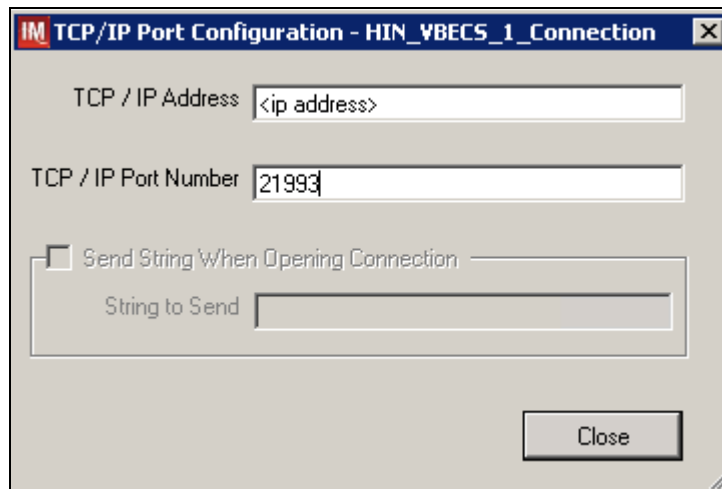 IM TCP/IP Port Configuration - HIN_VBECS_1_Connection
TCP / IP Address <ip address>
TCP / IP Port Number 21993
Send String When Opening Connection
String to Send
Close